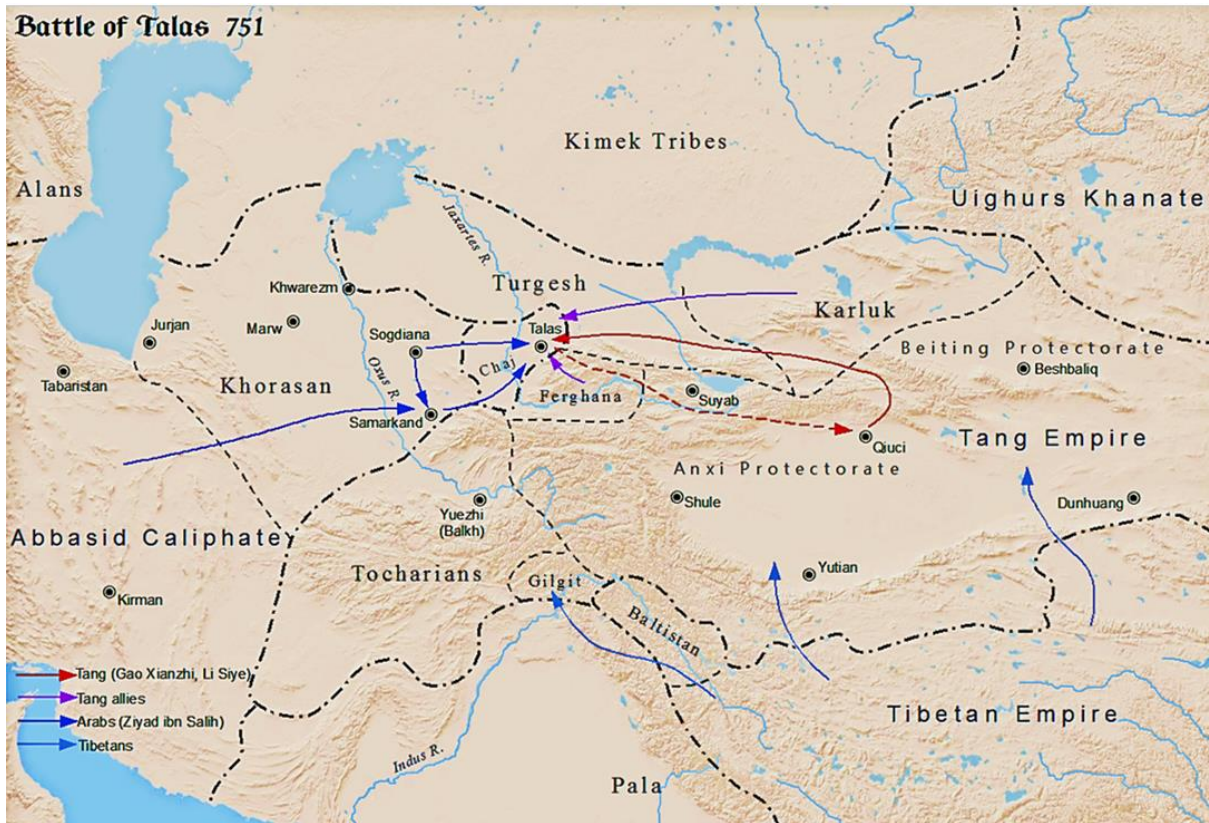 Battle of Talas 751
Kimek Tribes
Alans
Uighurs Khanate
Jaxartes R.
Turgesh
Khwarezm
Karluk
Marw
Jurjan
Sogdiana
Talas
Beiting Protectorate
Beshbaliq
Tabaristan
Khorasan
Oxus R.
Chaj
Ferghana
Suyab
Samarkand
Qiuci
Tang Empire
Anxi Protectorate
Shule
Dunhuang
Yuezhi
(Balkh)
Abbasid Caliphate
Tocharians
Gilgit
Yutian
Kirman
Baltistan
Tang (Gao Xianzhi, Li Siye)
Tang allies
Arabs (Ziyad ibn Salih)
Tibetans
Tibetan Empire
Indus R.
Pala